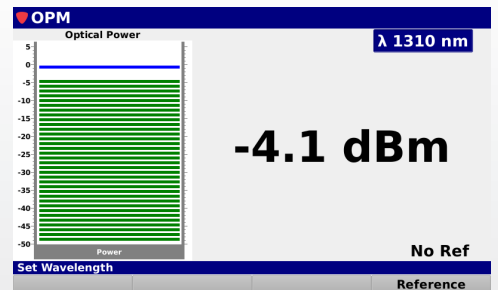 OPM
Optical Power
λ 1310 nm
5
0
-5
-10
-15
-20
-25
-30
-35
-40
-45
-50
-4.1 dBm
Power
No Ref
Set Wavelength
Reference